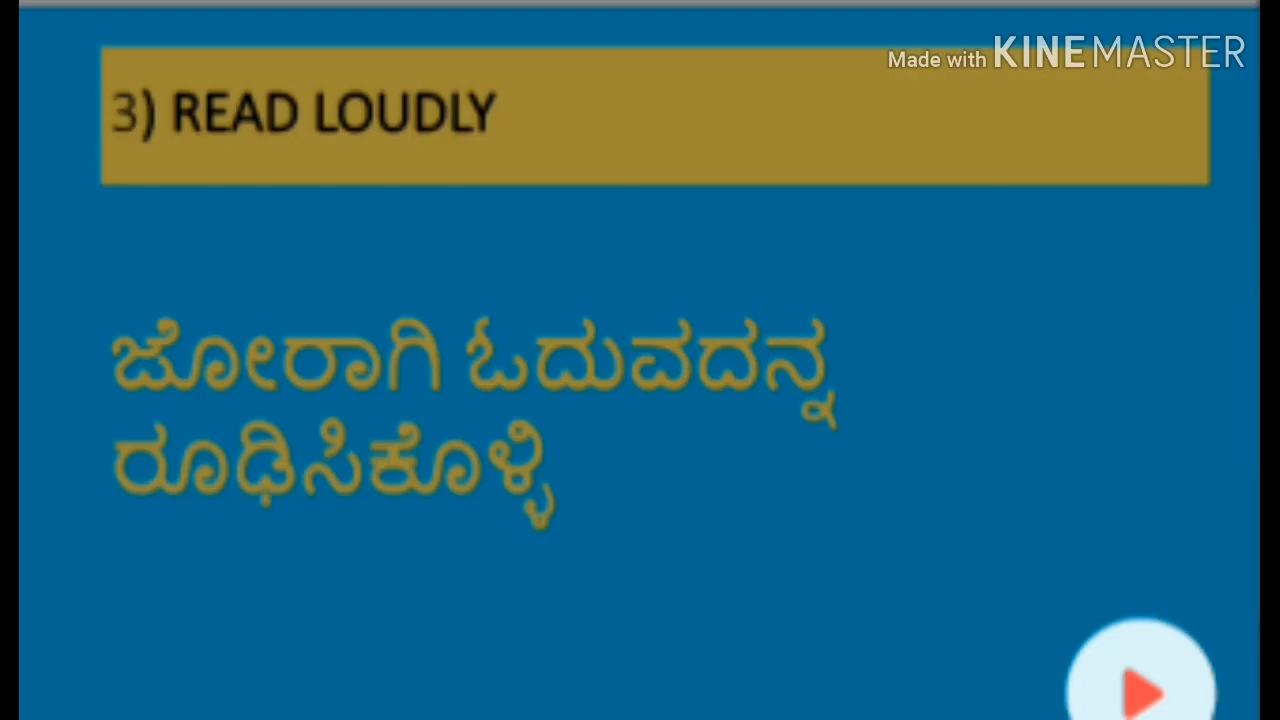 Made with KINEMASTER
3) READ LOUDLY
ಜೋರಾಗಿ ಓದುವದನ್ನ
ರೂಢಿಸಿಕೊಳ್ಳಿ